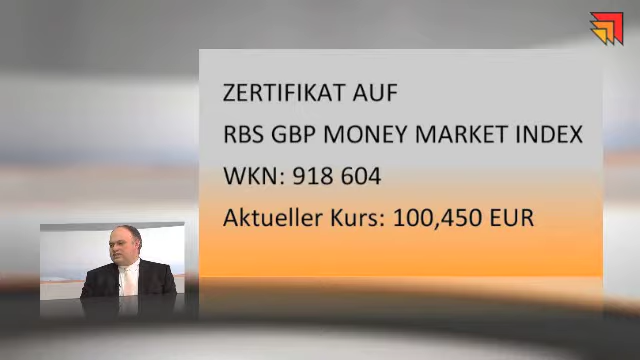 ZERTIFIKAT AUF
RBS GBP MONEY MARKET INDEX
WKN: 918 604
Aktueller Kurs: 100,450 EUR